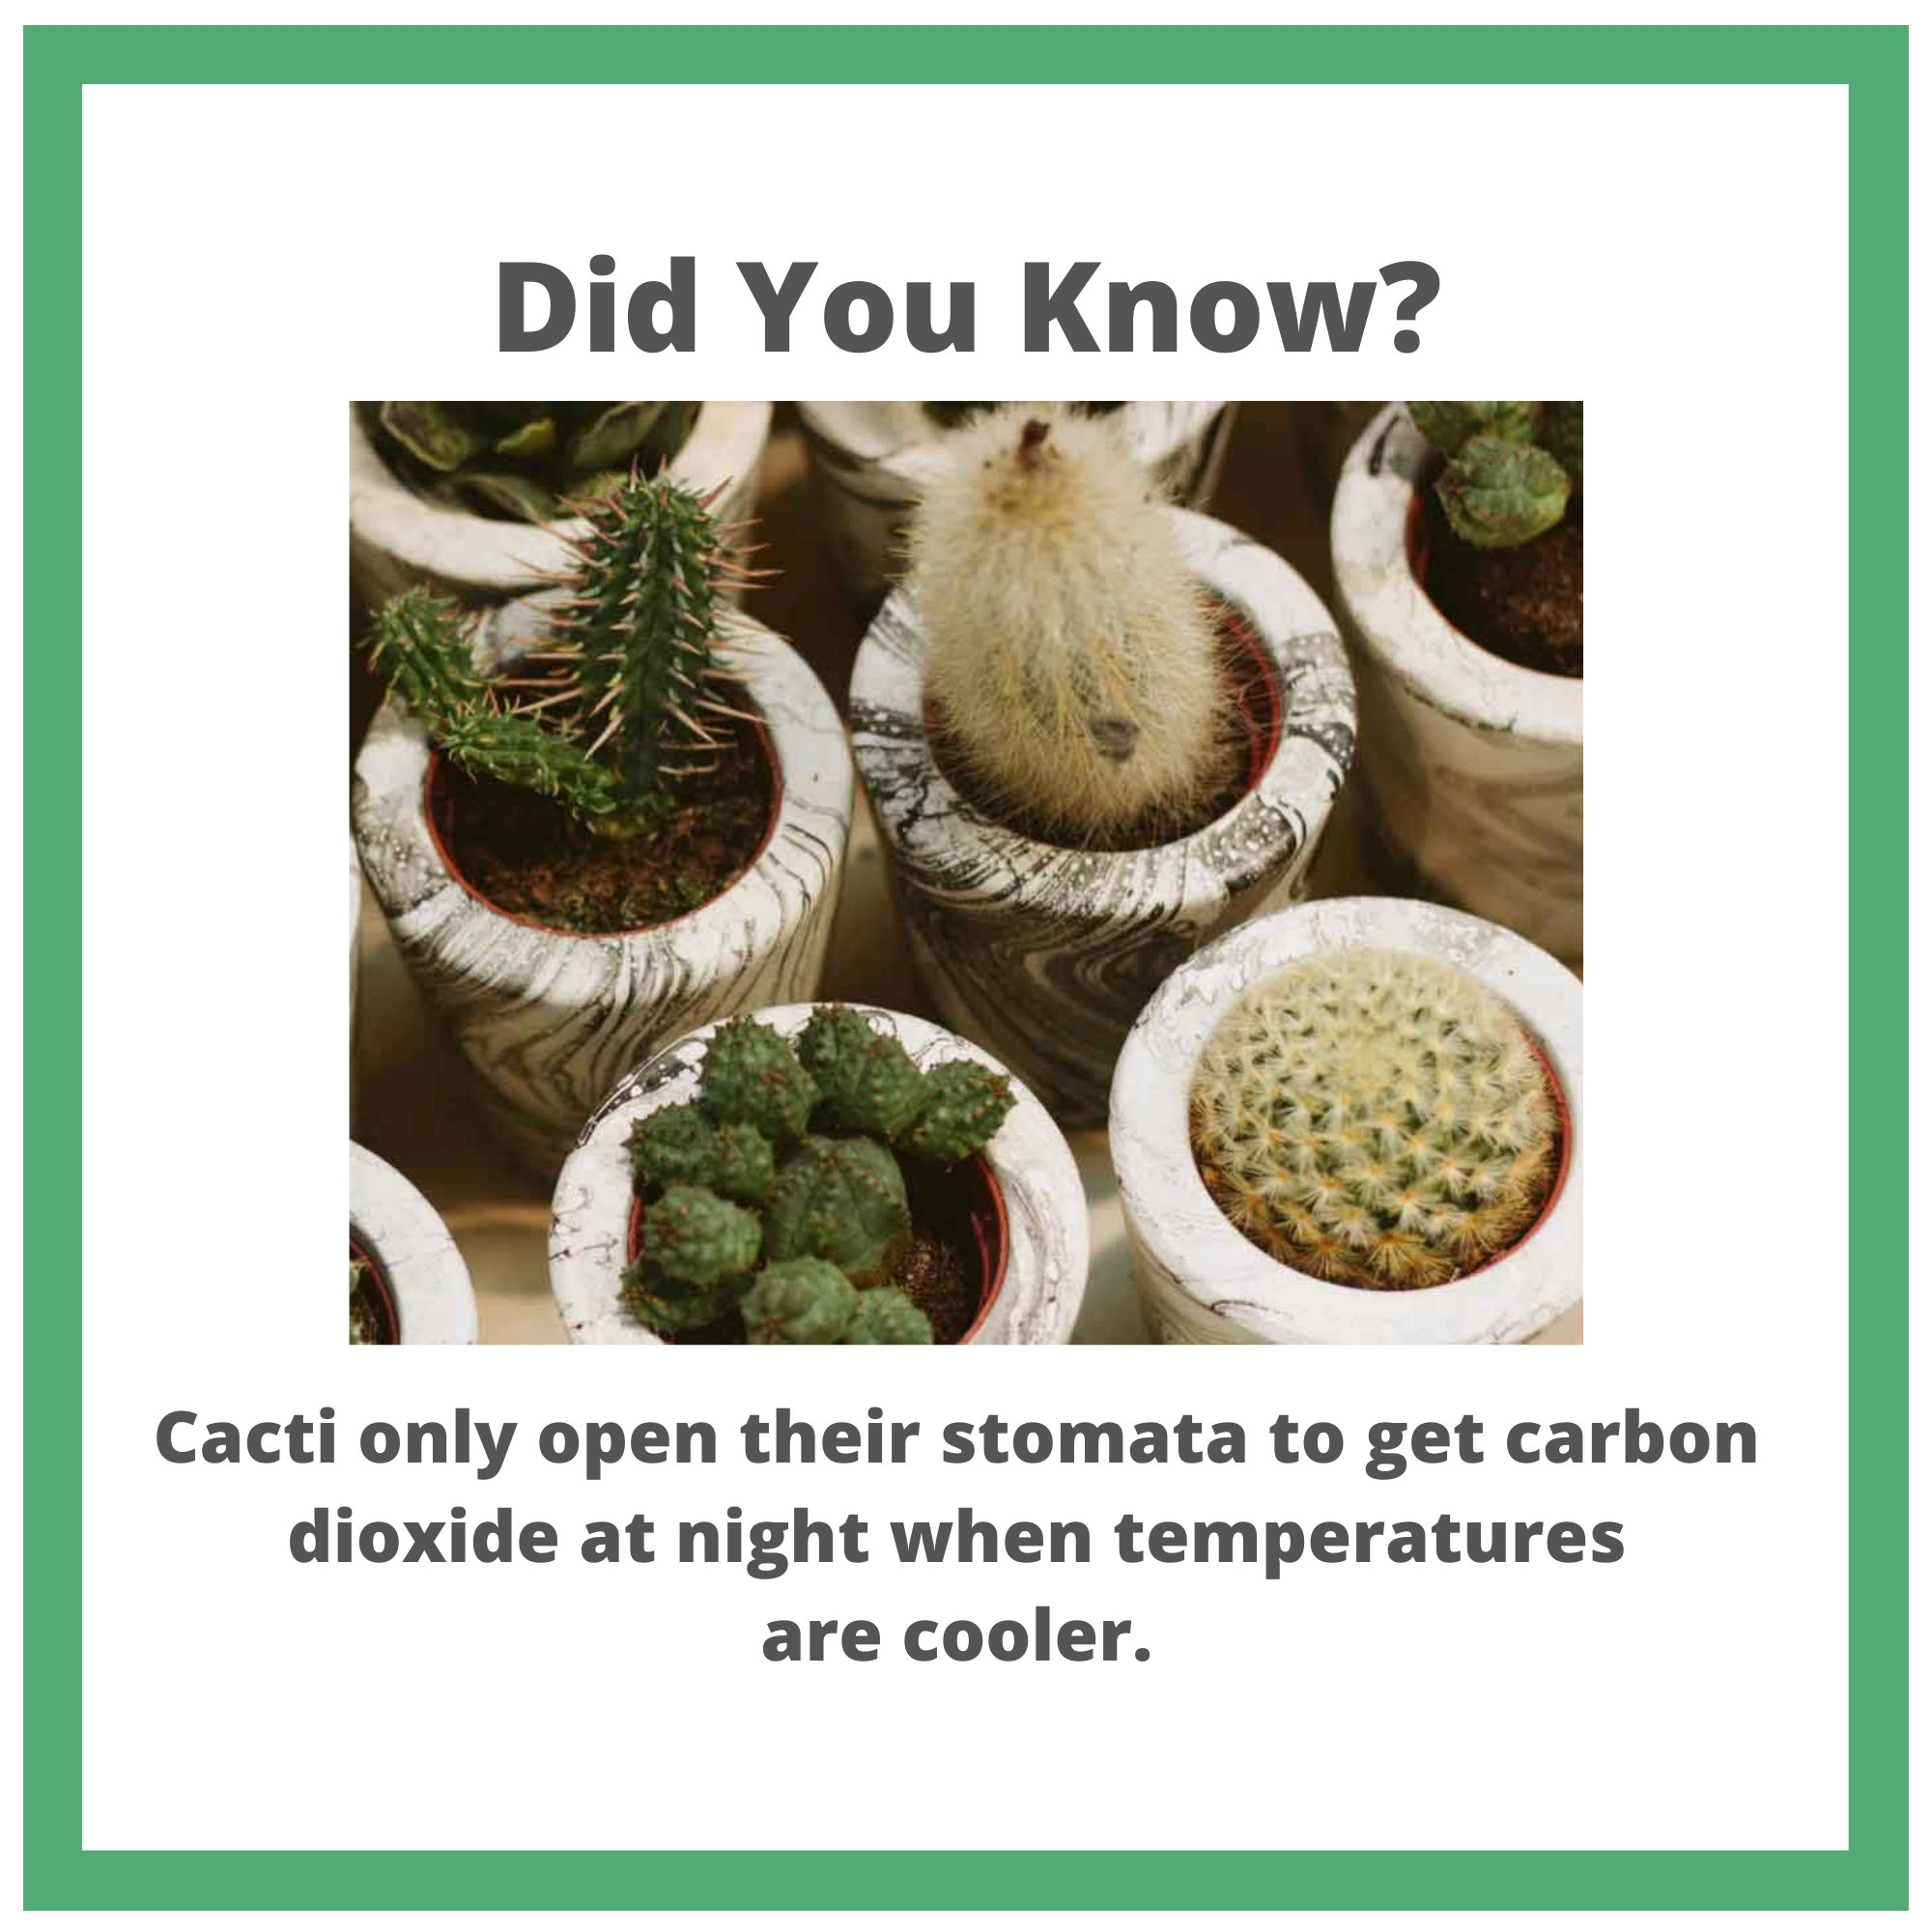 Did You Know?
Cacti only open their stomata to get carbon
dioxide at night when temperatures
are cooler.